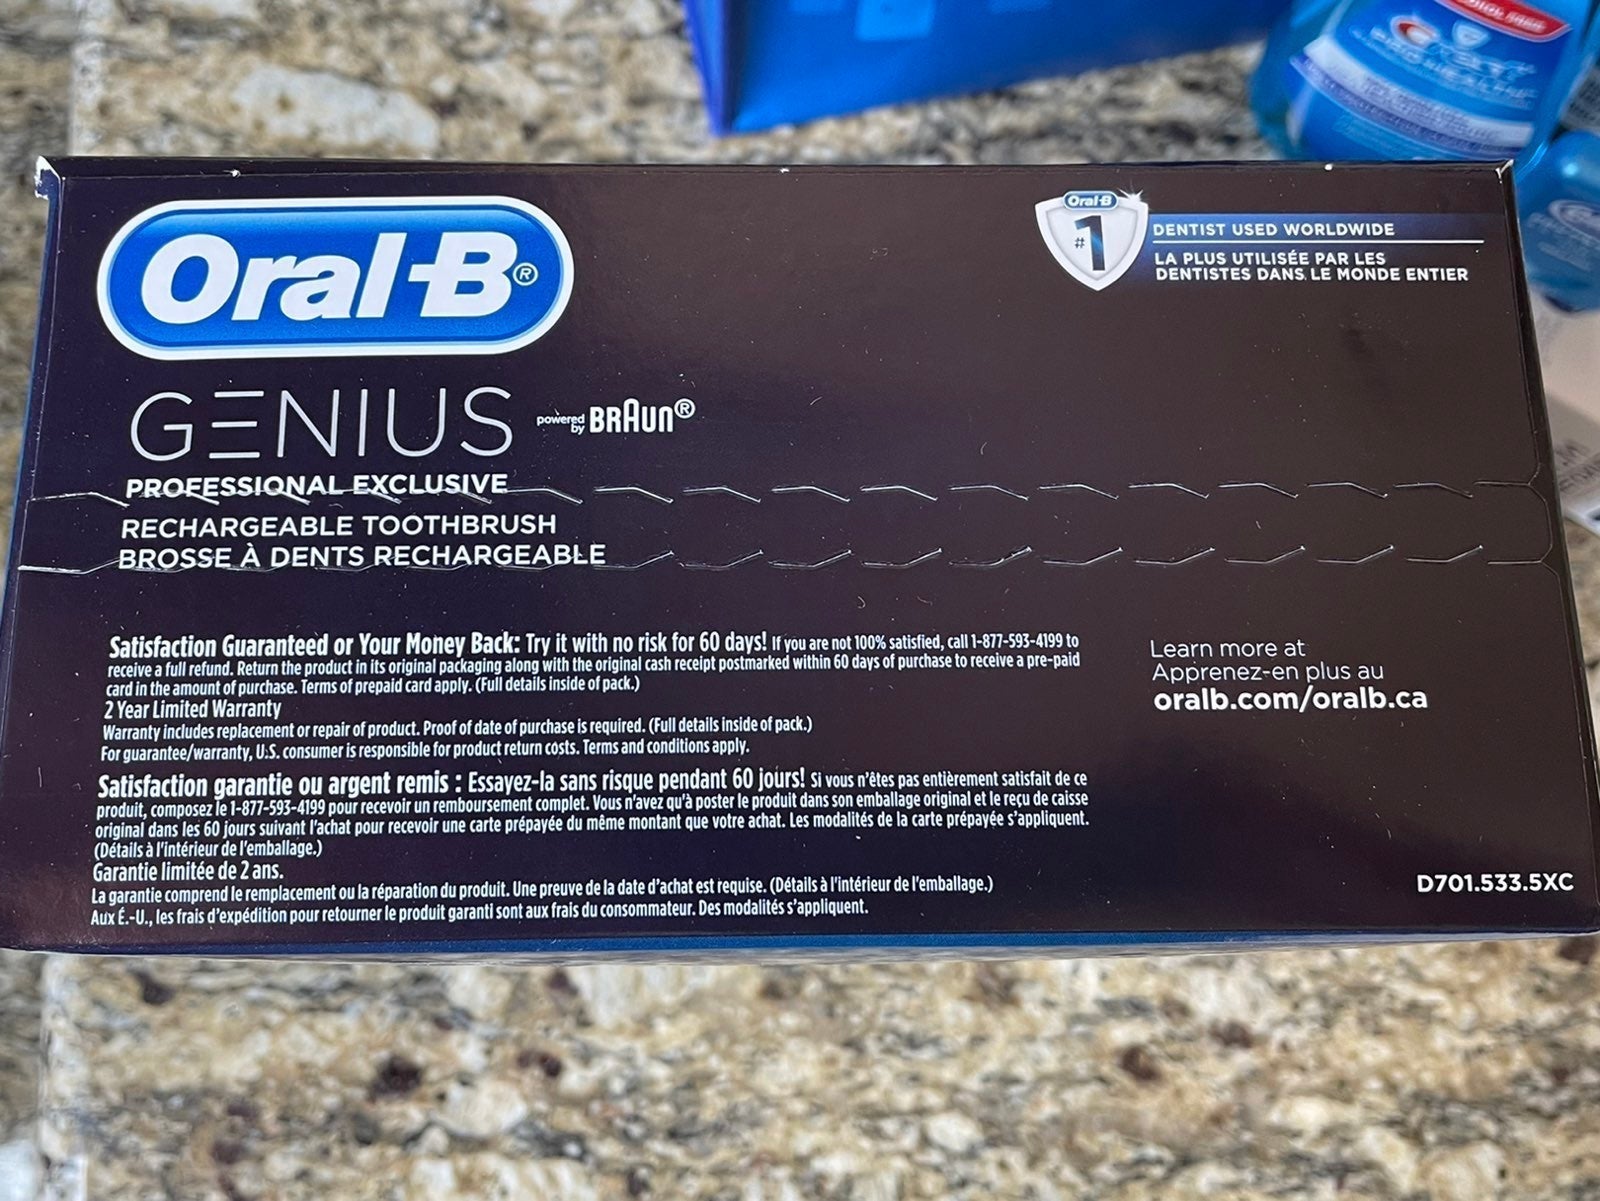 Oral-B®
GENIUS powered by BRAUN®
PROFESSIONAL EXCLUSIVE
RECHARGEABLE TOOTHBRUSH
BROSSE À DENTS RECHARGEABLE
Oral-B
#1
DENTIST USED WORLDWIDE
LA PLUS UTILISÉE PAR LES
DENTISTES DANS LE MONDE ENTIER
Satisfaction Guaranteed or Your Money Back: Try it with no risk for 60 days! If you are not 100% satisfied, call 1-877-593-4199 to
receive a full refund. Return the product in its original packaging along with the original cash receipt postmarked within 60 days of purchase to receive a pre-paid
card in the amount of purchase. Terms of prepaid card apply. (Full details inside of pack.)
2 Year Limited Warranty
Warranty includes replacement or repair of product. Proof of date of purchase is required. (Full details inside of pack.)
For guarantee/warranty, U.S. consumer is responsible for product return costs. Terms and conditions apply.
Satisfaction garantie ou argent remis : Essayez-la sans risque pendant 60 jours! Si vous n'êtes pas entièrement satisfait de ce
produit, composez le 1-877-593-4199 pour recevoir un remboursement complet. Vous n'avez qu'à poster le produit dans son emballage original et le reçu de caisse
original dans les 60 jours suivant l'achat pour recevoir une carte prépayée du même montant que votre achat. Les modalités de la carte prépayée s'appliquent.
(Détails à l'intérieur de l'emballage.)
Garantie limitée de 2 ans.
La garantie comprend le remplacement ou la réparation du produit. Une preuve de la date d'achat est requise. (Détails à l'intérieur de l'emballage.)
Aux É.-U., les frais d'expédition pour retourner le produit garanti sont aux frais du consommateur. Des modalités s'appliquent.
Learn more at
Apprenez-en plus au
oralb.com/oralb.ca
D701.533.5XC
Crest